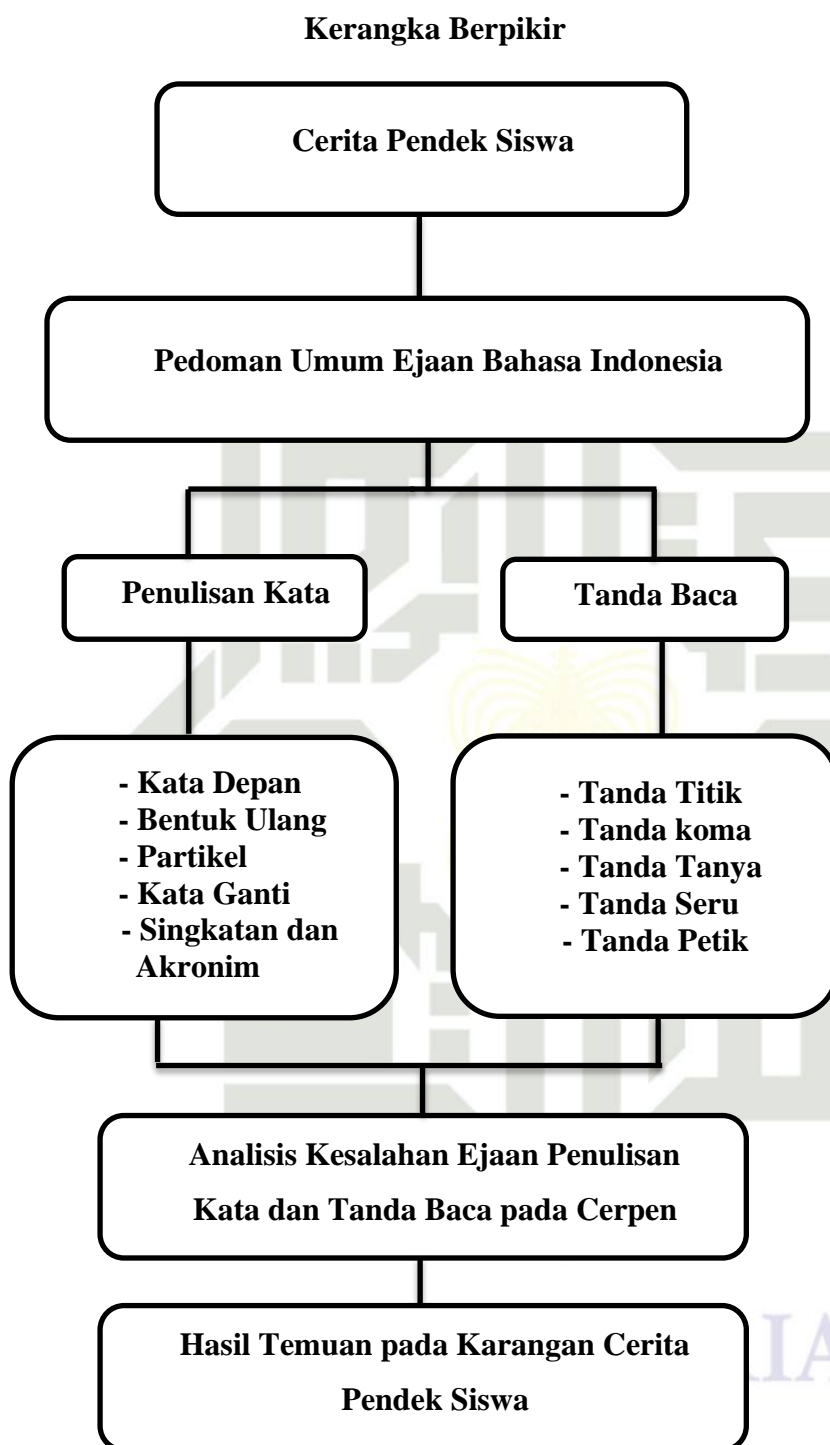 Kerangka Berpikir
Cerita Pendek Siswa
Pedoman Umum Ejaan Bahasa Indonesia
Penulisan Kata
Tanda Baca
- Kata Depan
- Bentuk Ulang
- Partikel
- Kata Ganti
- Singkatan dan
Akronim
- Tanda Titik
- Tanda koma
- Tanda Tanya
- Tanda Seru
- Tanda Petik
Analisis Kesalahan Ejaan Penulisan
Kata dan Tanda Baca pada Cerpen
Hasil Temuan pada Karangan Cerita
Pendek Siswa